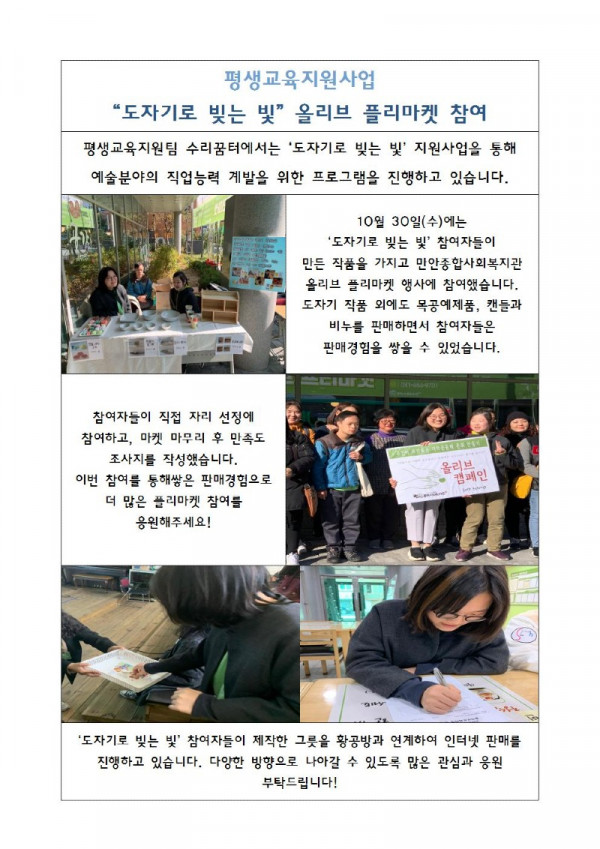 평생교육지원사업
“도자기로 빚는 빛” 올리브 플리마켓 참여
평생교육지원팀 수리꿈터에서는 ‘도자기로 빚는 빛’ 지원사업을 통해
예술분야의 직업능력 계발을 위한 프로그램을 진행하고 있습니다.
10월 30일(수)에는
‘도자기로 빚는 빛’ 참여자들이
만든 작품을 가지고 만안종합사회복지관
올리브 플리마켓 행사에 참여했습니다.
도자기 작품 외에도 목공예제품, 캔들과
비누를 판매하면서 참여자들은
판매경험을 쌓을 수 있었습니다.
참여자들이 직접 자리 선정에
참여하고, 마켓 마무리 후 만족도
조사지를 작성했습니다.
이번 참여를 통해쌓은 판매경험으로
더 많은 플리마켓 참여를
응원해주세요!
올리브
캠페인
‘도자기로 빚는 빛’ 참여자들이 제작한 그릇을 황공방과 연계하여 인터넷 판매를
진행하고 있습니다. 다양한 방향으로 나아갈 수 있도록 많은 관심과 응원
부탁드립니다!